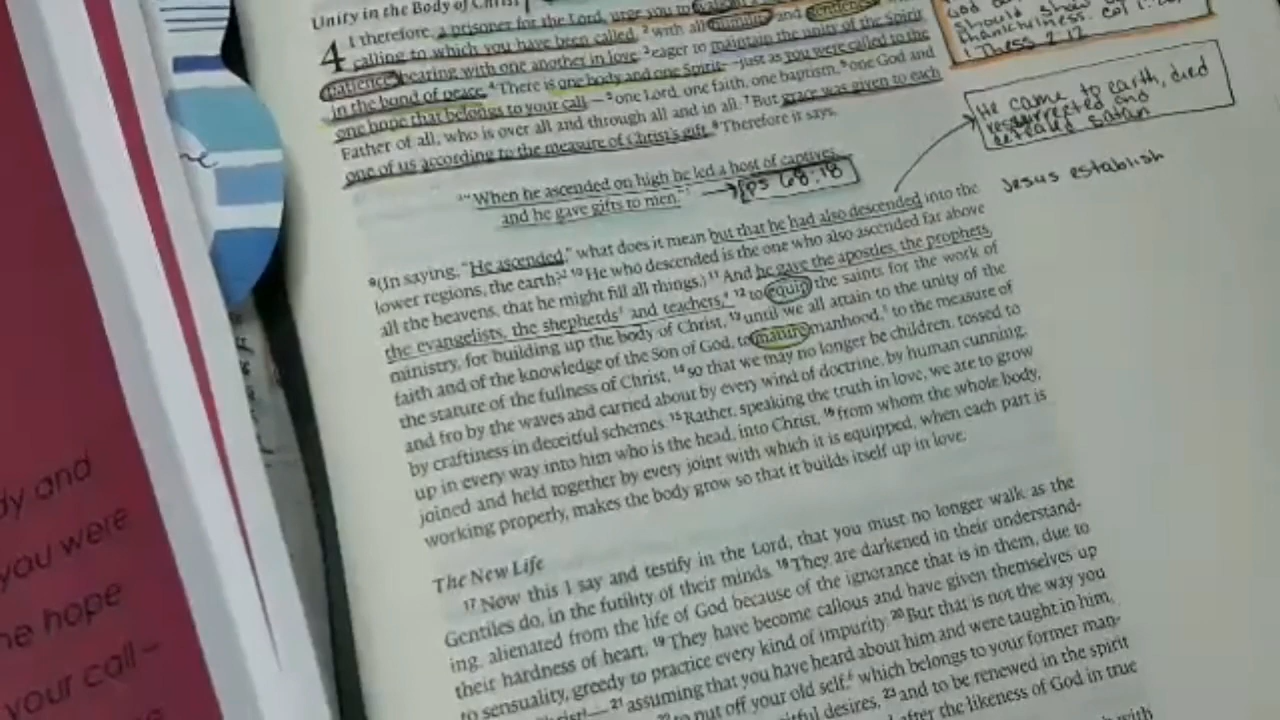 Unity in the Body of Christ
4 I therefore, a prisoner for the Lord, urge you to
calling to which you have been called, 2 with all humility and
patience, bearing with one another in love, 3 eager to maintain the unity of the Spirit
in the bond of peace. 4 There is one body and one Spirit—just as you were called to the
one hope that belongs to your call— 5 one Lord, one faith, one baptism, 6 one God and
Father of all, who is over all and through all and in all. 7 But grace was given to each
one of us according to the measure of Christ's gift. 8 Therefore it says,
"When he ascended on high he led a host of captives,
and he gave gifts to men."
Ps 68:18
9 (In saying, "He ascended," what does it mean but that he had also descended into the
lower regions, the earth? 10 He who descended is the one who also ascended far above
all the heavens, that he might fill all things.) 11 And he gave the apostles, the prophets,
the evangelists, the shepherds and teachers, 12 to equip the saints for the work of
ministry, for building up the body of Christ, 13 until we all attain to the unity of the
faith and of the knowledge of the Son of God, to mature manhood, to the measure of
the stature of the fullness of Christ, 14 so that we may no longer be children, tossed to
and fro by the waves and carried about by every wind of doctrine, by human cunning,
by craftiness in deceitful schemes. 15 Rather, speaking the truth in love, we are to grow
up in every way into him who is the head, into Christ, 16 from whom the whole body,
joined and held together by every joint with which it is equipped, when each part is
working properly, makes the body grow so that it builds itself up in love.
The New Life
17 Now this I say and testify in the Lord, that you must no longer walk as the
Gentiles do, in the futility of their minds. 18 They are darkened in their understand-
ing, alienated from the life of God because of the ignorance that is in them, due to
their hardness of heart. 19 They have become callous and have given themselves up
to sensuality, greedy to practice every kind of impurity. 20 But that is not the way you
Christ!— 21 assuming that you have heard about him and were taught in him,
to put off your old self, which belongs to your former man-
desires, 23 and to be renewed in the spirit
after the likeness of God in true
with
should show
thankfulness. Col 1:
1 Thess 2:12
He came to earth, died
resurrected and
Satan
Jesus establish
dy and
you were
ne hope
your call –